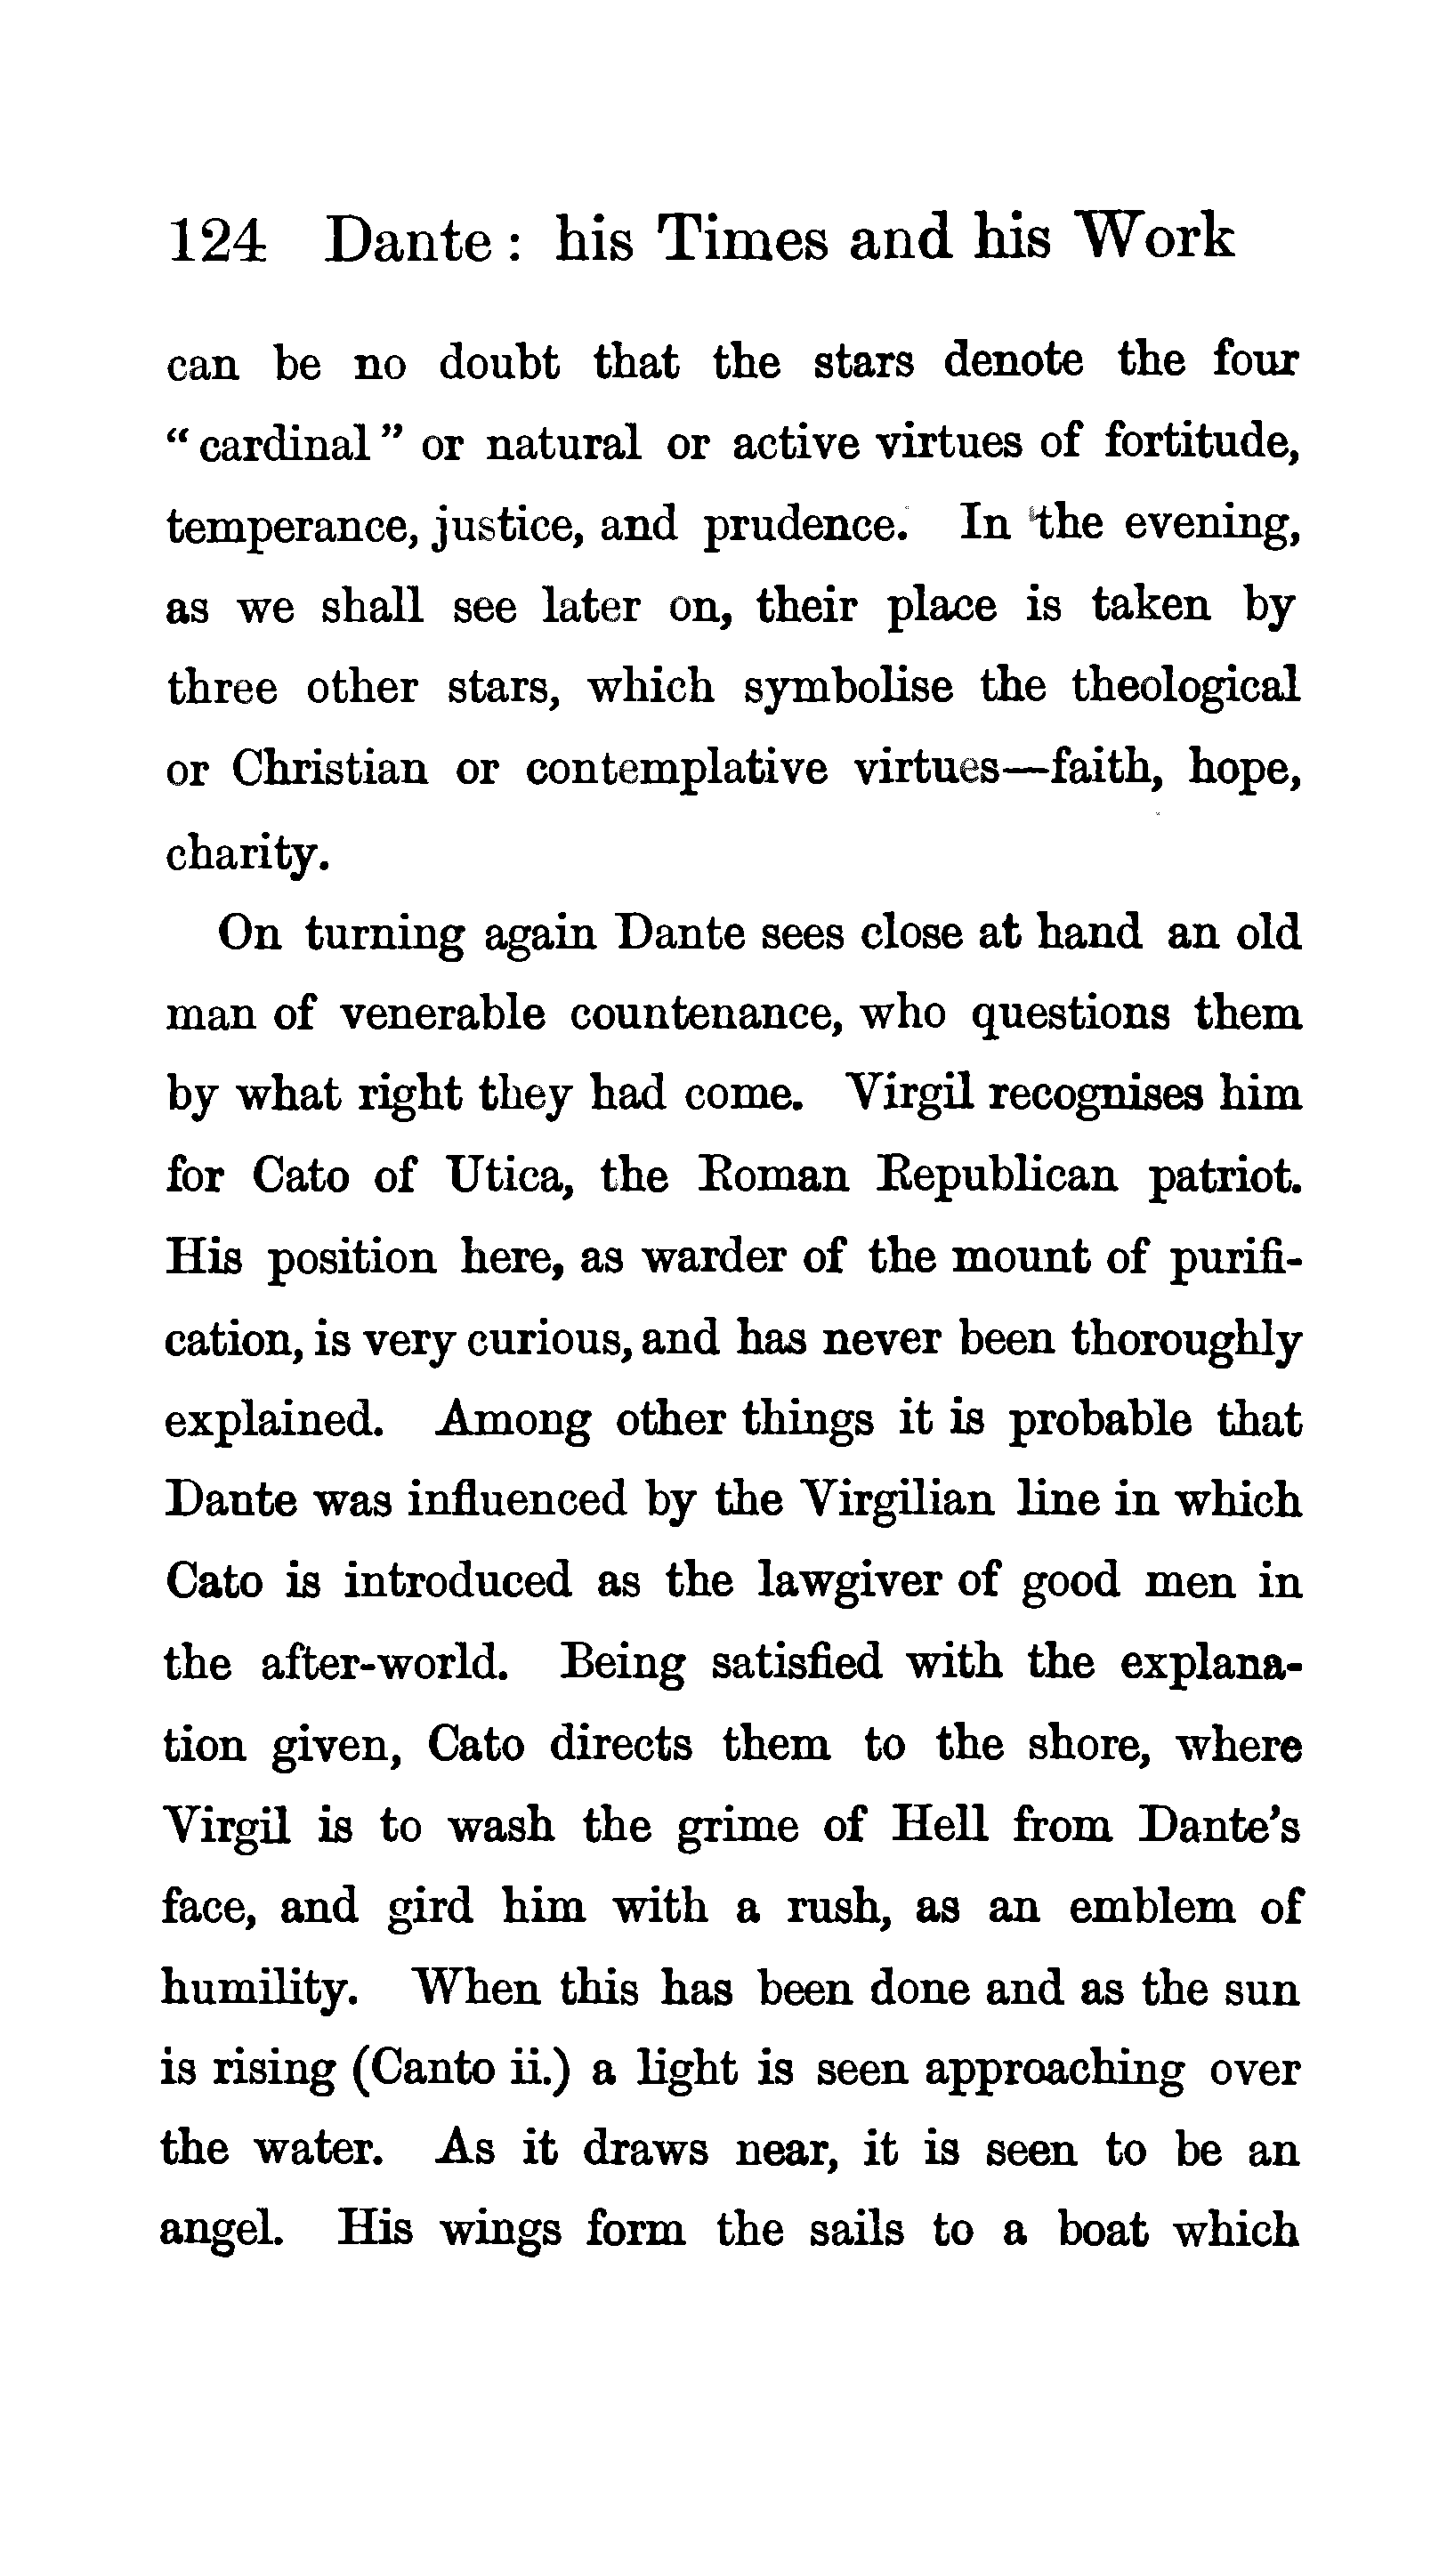 124 Dante: his Times and his Work
can be no doubt that the stars denote the four
“cardinal” or natural or active virtues of fortitude,
temperance, justice, and prudence. In the evening,
as we shall see later on, their place is taken by
three other stars, which symbolise the theological
or Christian or contemplative virtues—faith, hope,
charity.
On turning again Dante sees close at hand an old
man of venerable countenance, who questions them
by what right they had come. Virgil recognises him
for Cato of Utica, the Roman Republican patriot.
His position here, as warder of the mount of purifi-
cation, is very curious, and has never been thoroughly
explained. Among other things it is probable that
Dante was influenced by the Virgilian line in which
Cato is introduced as the lawgiver of good men in
the after-world. Being satisfied with the explana-
tion given, Cato directs them to the shore, where
Virgil is to wash the grime of Hell from Dante’s
face, and gird him with a rush, as an emblem of
humility. When this has been done and as the sun
is rising (Canto ii.) a light is seen approaching over
the water. As it draws near, it is seen to be an
angel. His wings form the sails to a boat which